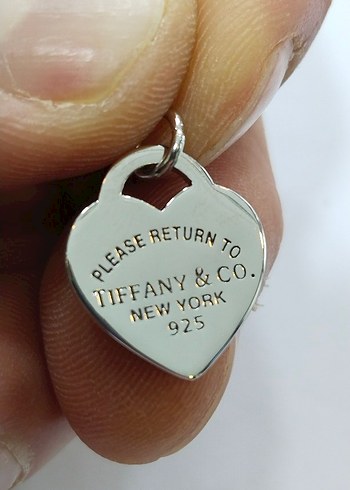 PLEASE RETURN TO
TIFFANY & CO.
NEW YORK
925